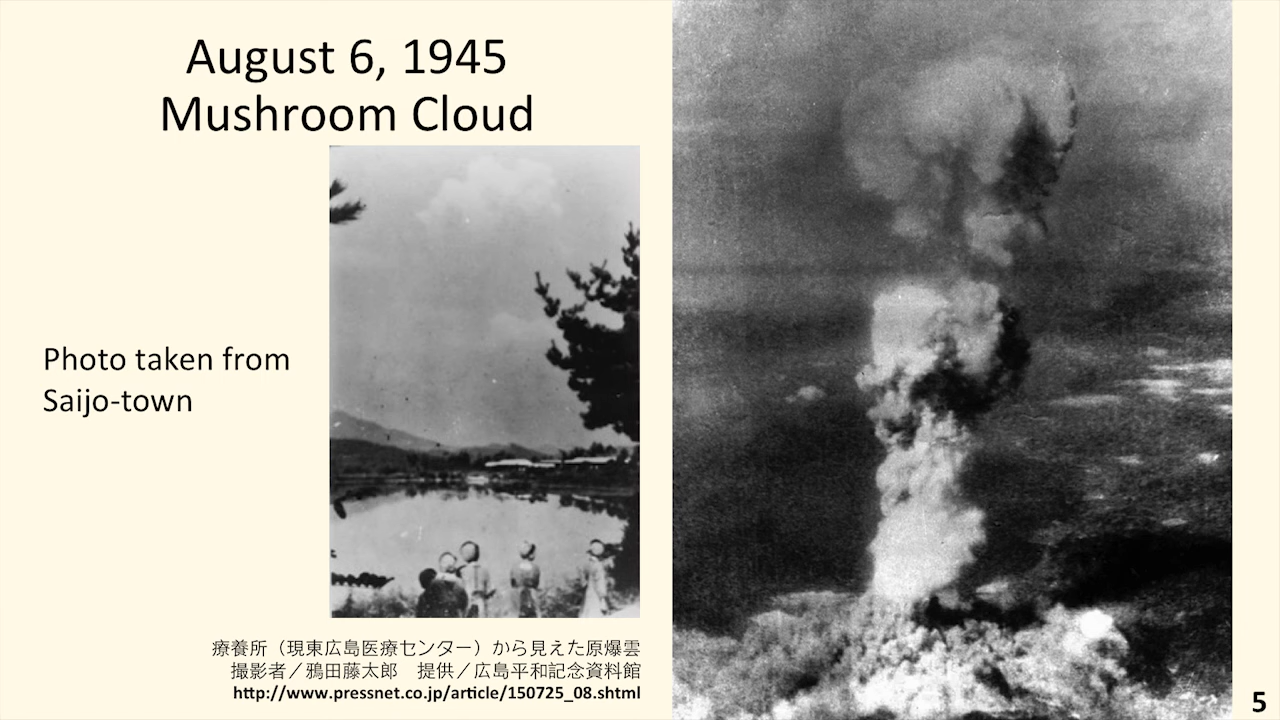 August 6, 1945
Mushroom Cloud
Photo taken from
Saijo-town
療養所（現東広島医療センター）から見えた原爆雲
撮影者／鴉田藤太郎　提供／広島平和記念資料館
http://www.pressnet.co.jp/article/150725_08.shtml
5